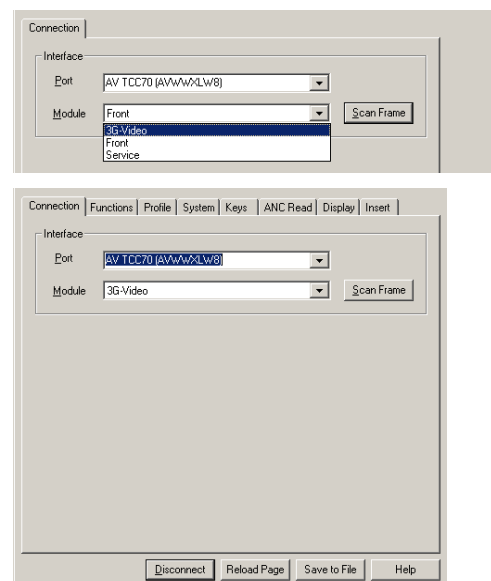 Connection
Interface
Port AV TCC70 (AVWWXLW8)
Module Front Scan Frame
3G-Video
Front
Service
Connection Functions Profile System Keys ANC Read Display Insert
Interface
Port AV TCC70 (AVWWXLW8)
Module 3G-Video Scan Frame
Disconnect Reload Page Save to File Help